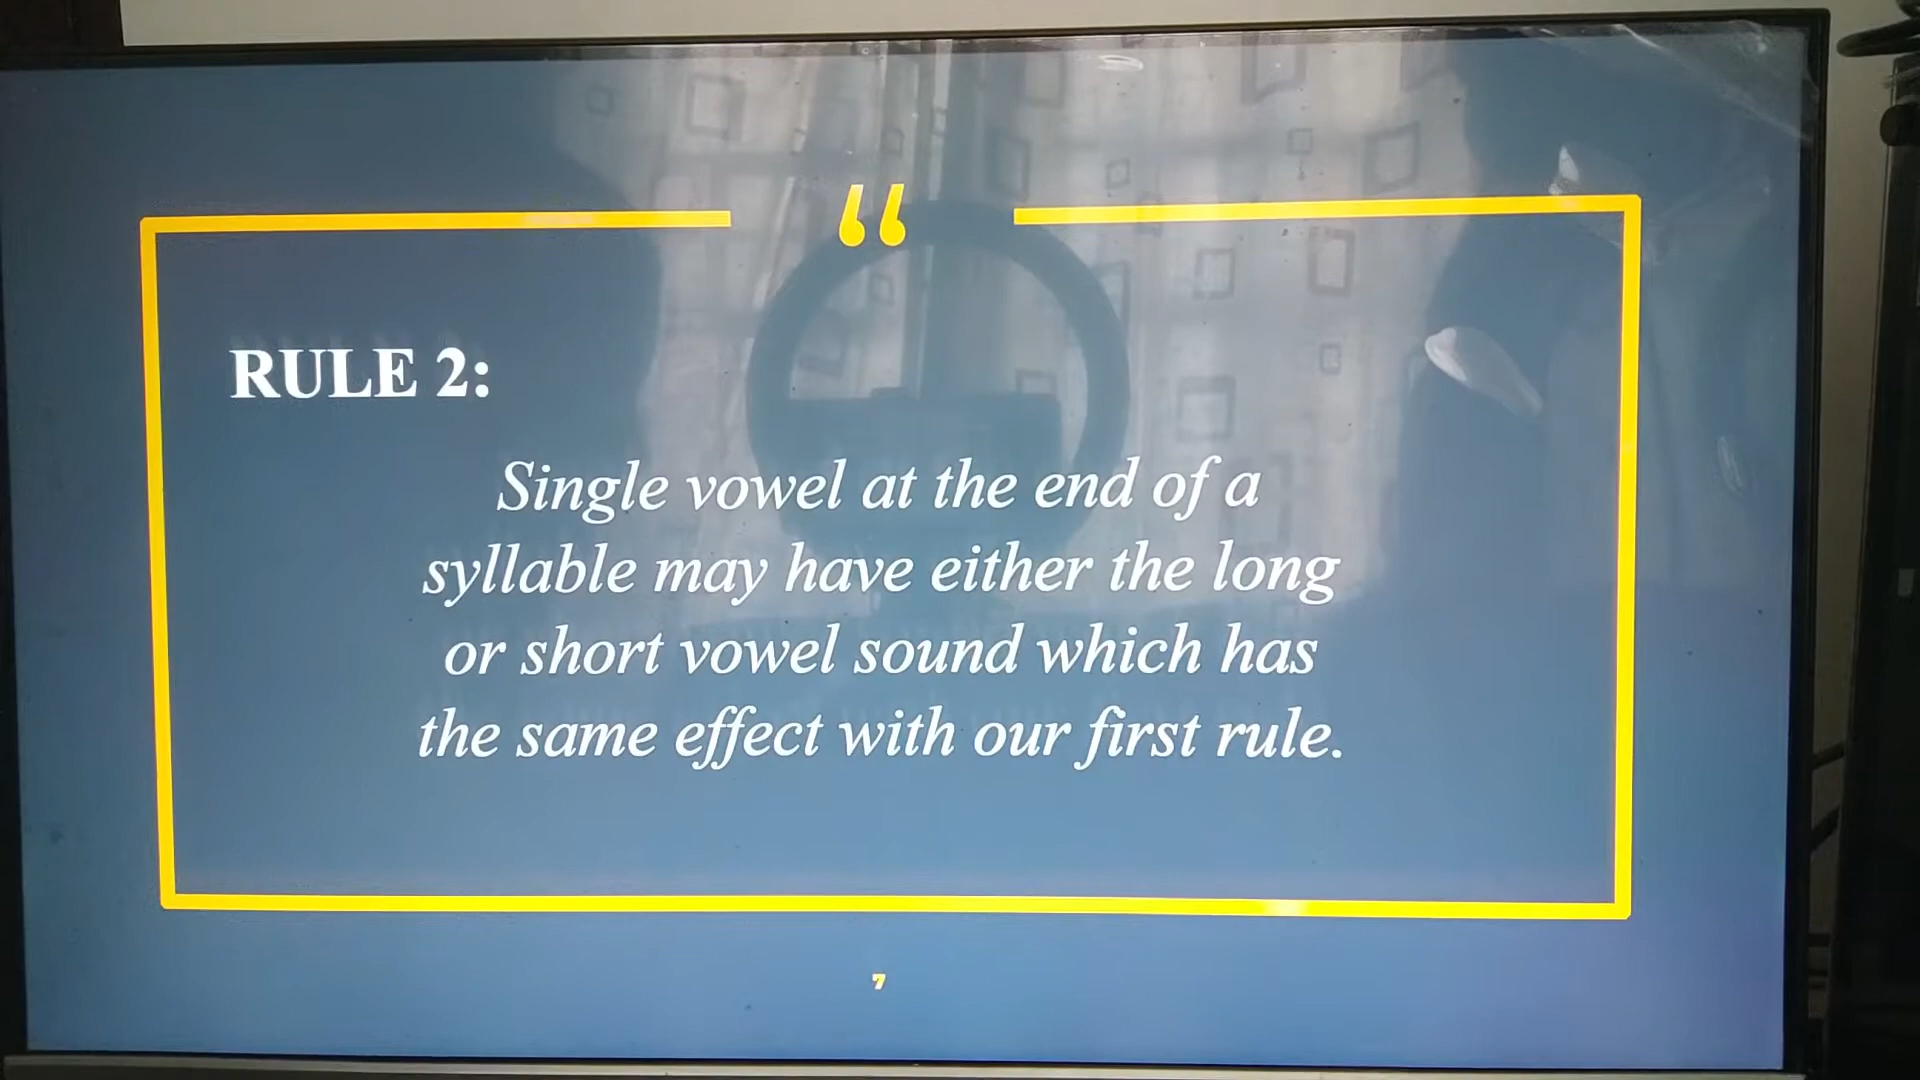 “
RULE 2:
Single vowel at the end of a
syllable may have either the long
or short vowel sound which has
the same effect with our first rule.
7